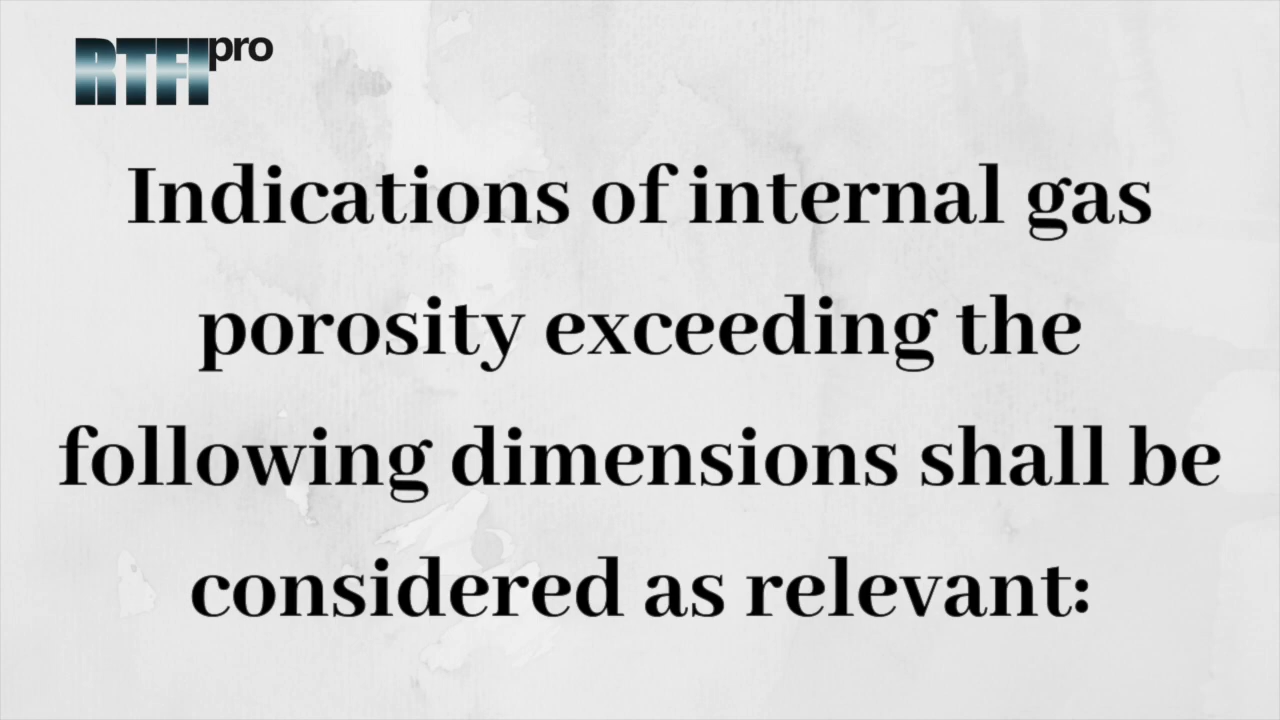 RTFI pro
Indications of internal gas
porosity exceeding the
following dimensions shall be
considered as relevant: